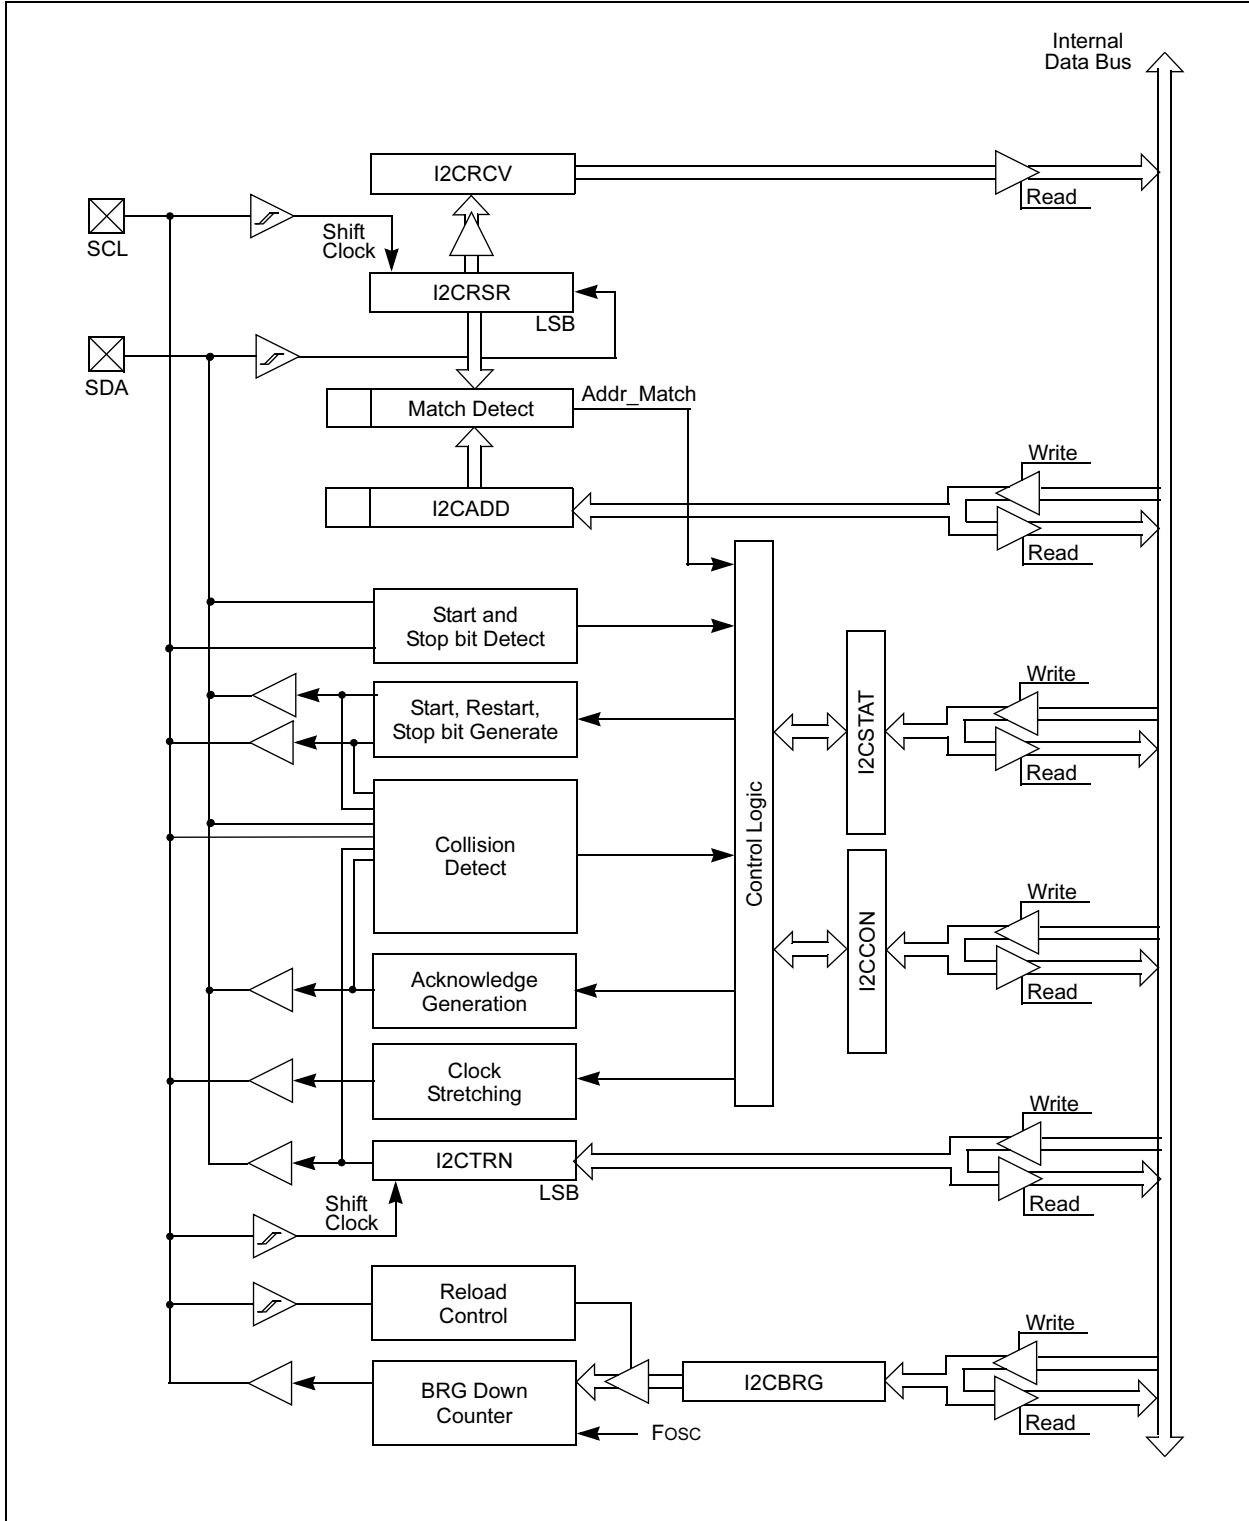 Internal
Data Bus
I2CRCV
Read
SCL
Shift
Clock
I2CRSR
LSB
SDA
Match Detect
Addr_Match
Write
I2CADD
Read
Start and
Stop bit Detect
Write
Start, Restart,
Stop bit Generate
I2CSTAT
Read
Control Logic
Collision
Detect
Write
I2CCON
Acknowledge
Generation
Read
Clock
Stretching
Write
I2CTRN
LSB
Read
Shift
Clock
Reload
Control
Write
I2CBRG
BRG Down
Counter
Read
FOSC